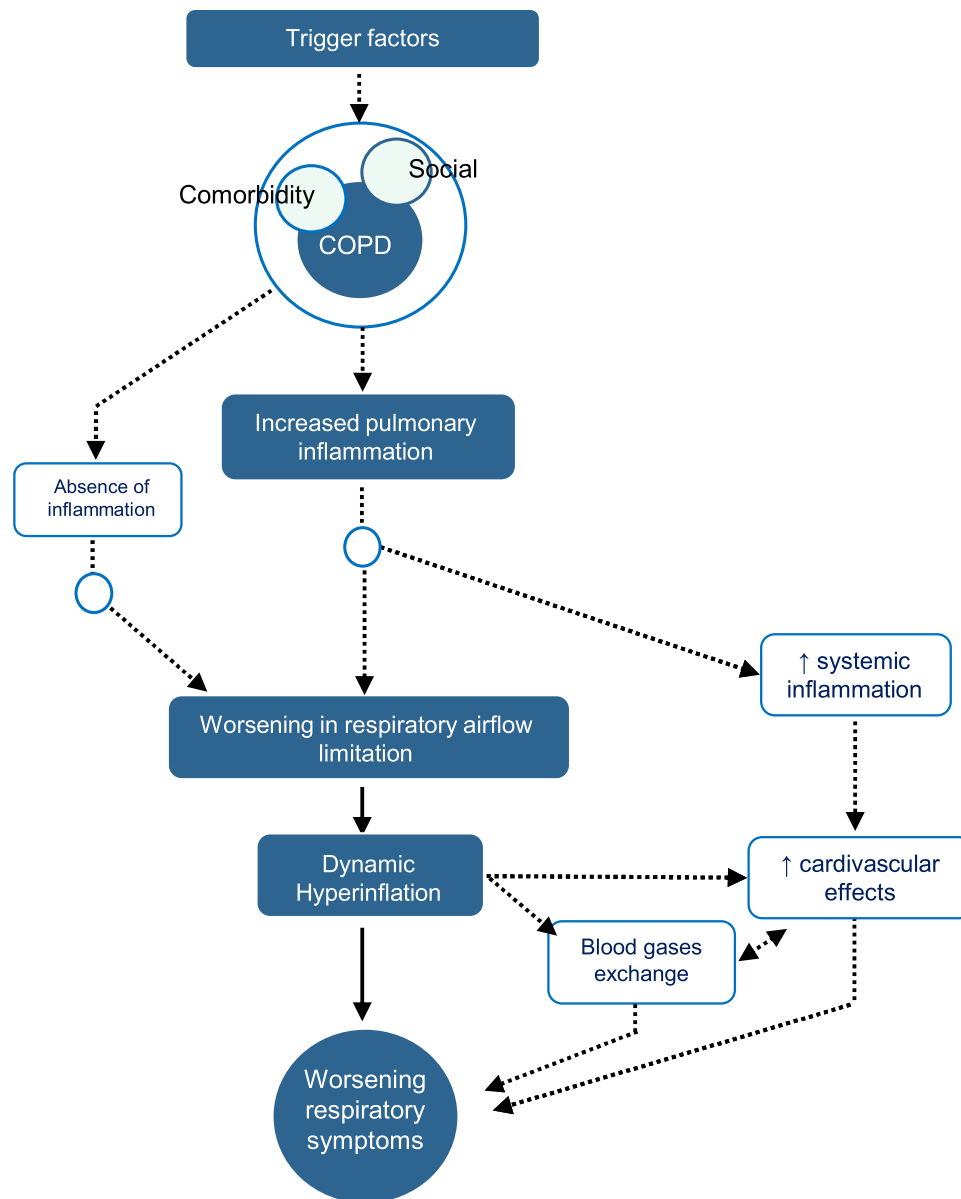 Trigger factors
Social
Comorbidity
COPD
Increased pulmonary
inflammation
Absence of
inflammation
↑ systemic
inflammation
Worsening in respiratory airflow
limitation
Dynamic
Hyperinflation
↑ cardivascular
effects
Blood gases
exchange
Worsening
respiratory
symptoms